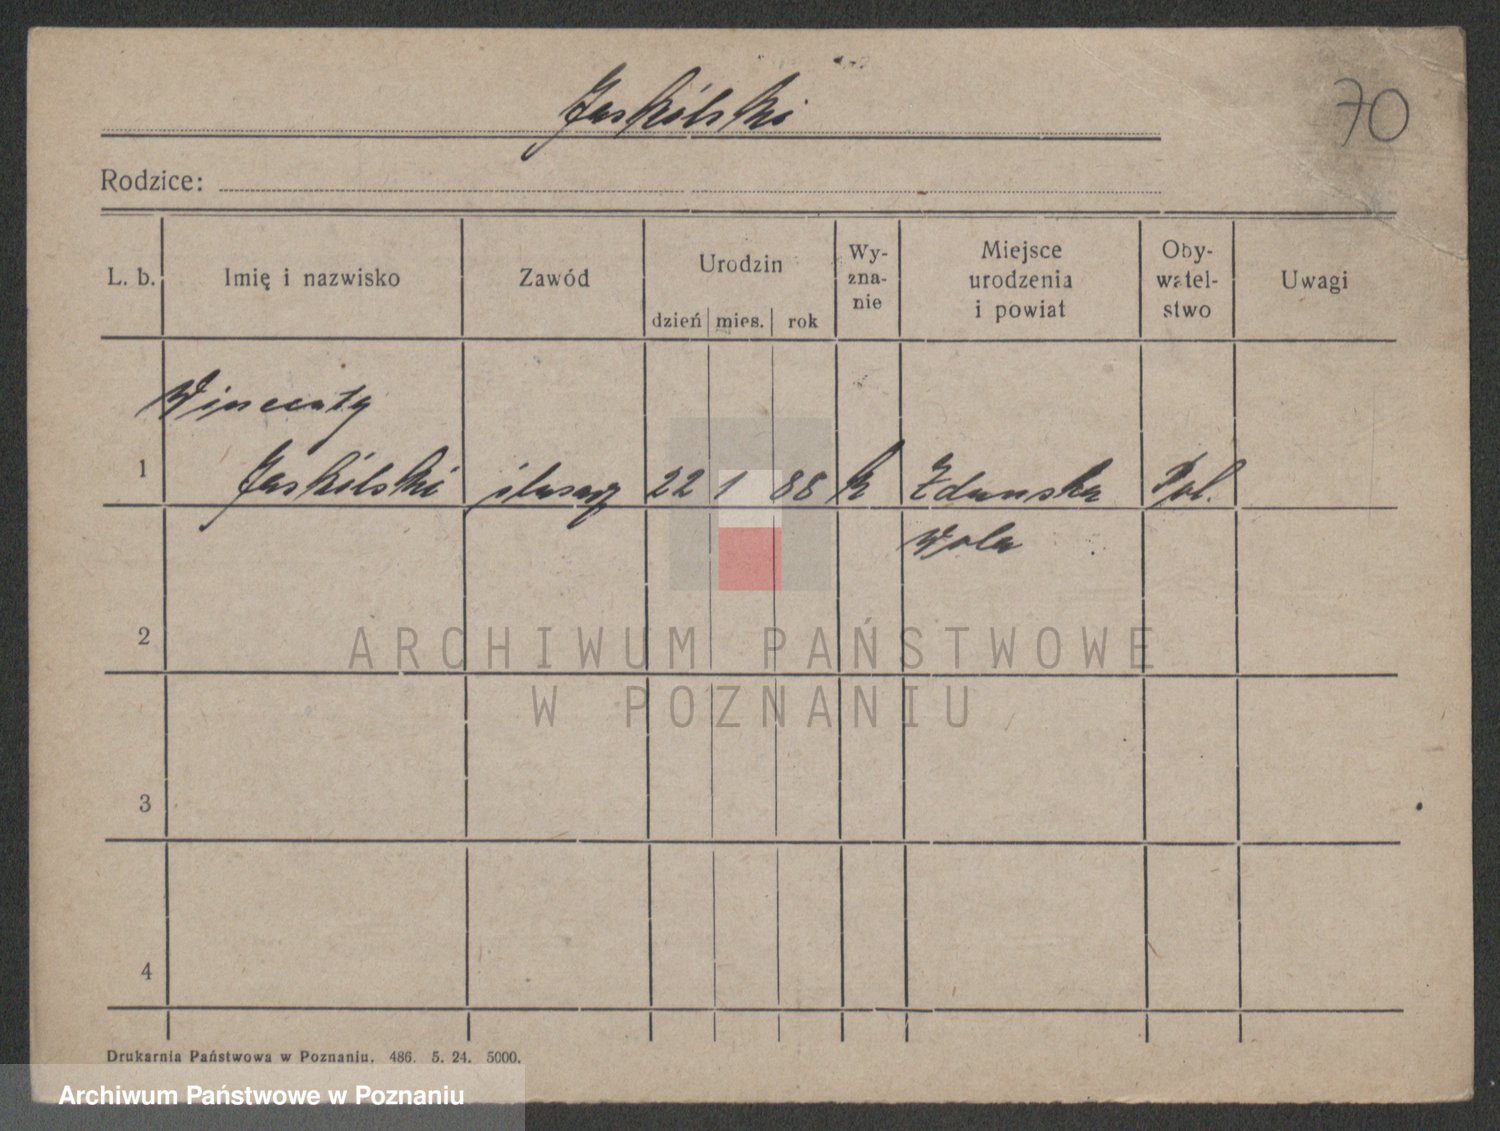 Jaskólski
70
Rodzice:
L. b. Imię i nazwisko Zawód Urodzin dzień mies. rok Wy-zna-nie Miejsce urodzenia i powiat Oby-watel-stwo Uwagi
Wincenty
1 Jaskólski ślusarz 22 1 88 k Zduńska Pol.
Wola
2
ARCHIWUM PAŃSTWOWE
W POZNANIU
3
4
Drukarnia Państwowa w Poznaniu. 486. 5. 24. 5000.
Archiwum Państwowe w Poznaniu